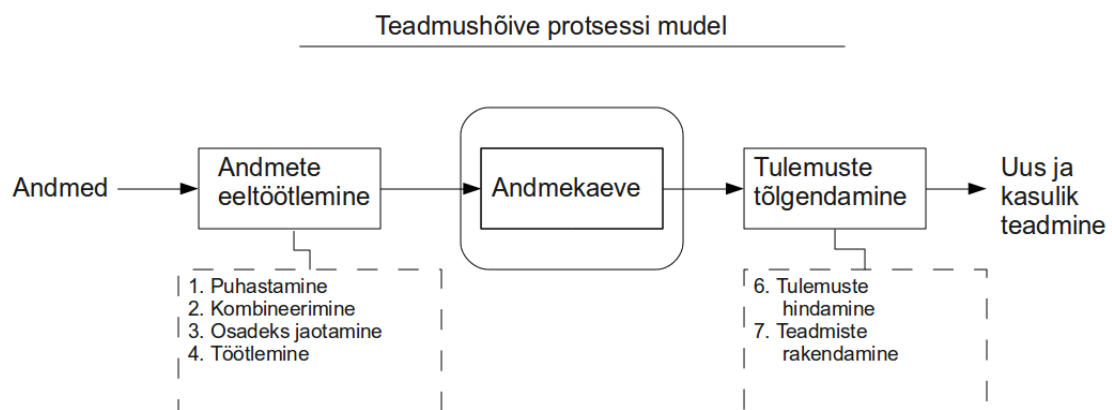 Teadmushõive protsessi mudel
Andmed
Andmete
eeltöötlemine
Andmekaeve
Tulemuste
tõlgendamine
Uus ja
kasulik
teadmine
1. Puhastamine
2. Kombineerimine
3. Osadeks jaotamine
4. Töötlemine
6. Tulemuste
hindamine
7. Teadmiste
rakendamine